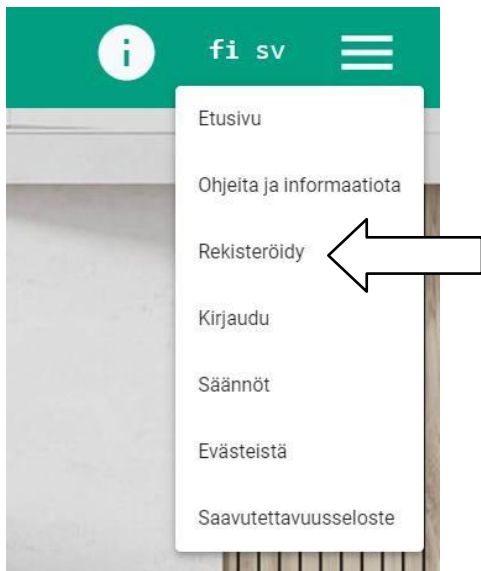 i
fi sv
Etusivu
Ohjeita ja informaatiota
Rekisteröidy
Kirjaudu
Säännöt
Evästeistä
Saavutettavuusseloste